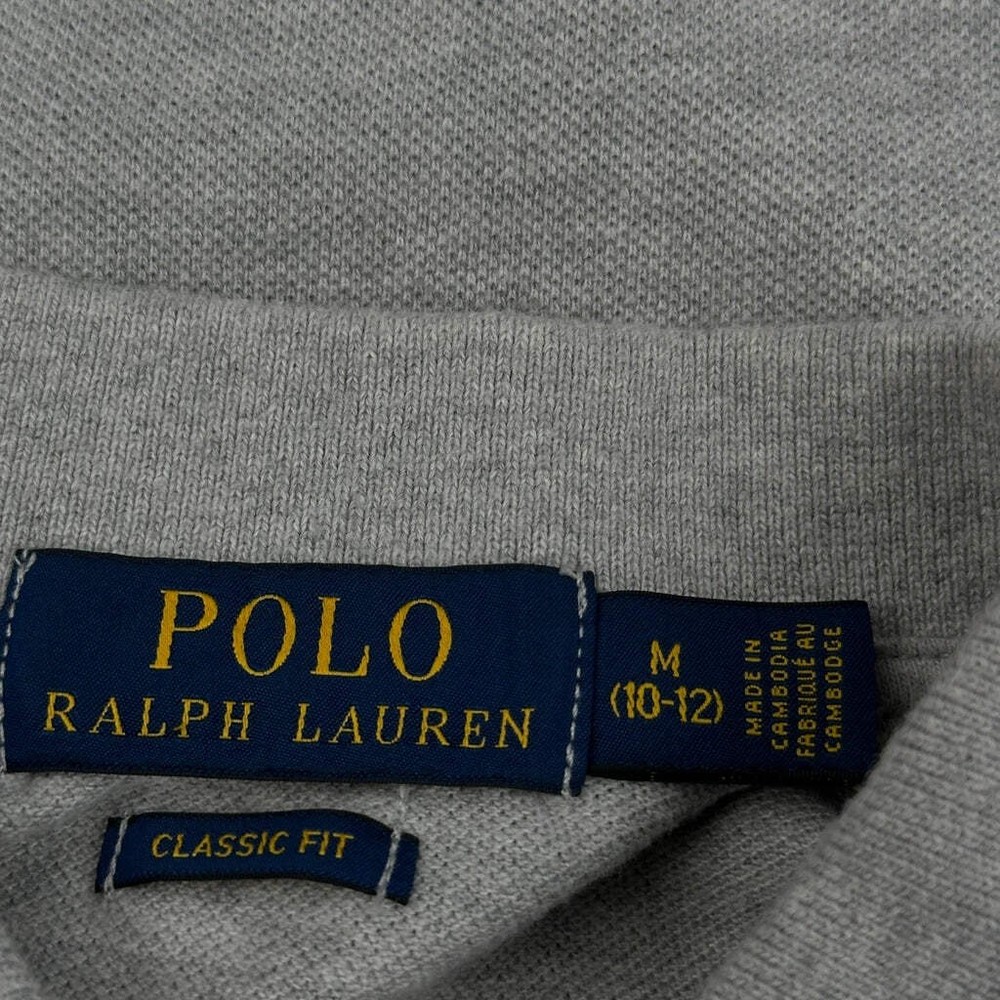 POLO
RALPH LAUREN
M
(10-12)
MADE IN
CAMBODIA
FABRIQUÉ AU
CAMBODGE
CLASSIC FIT